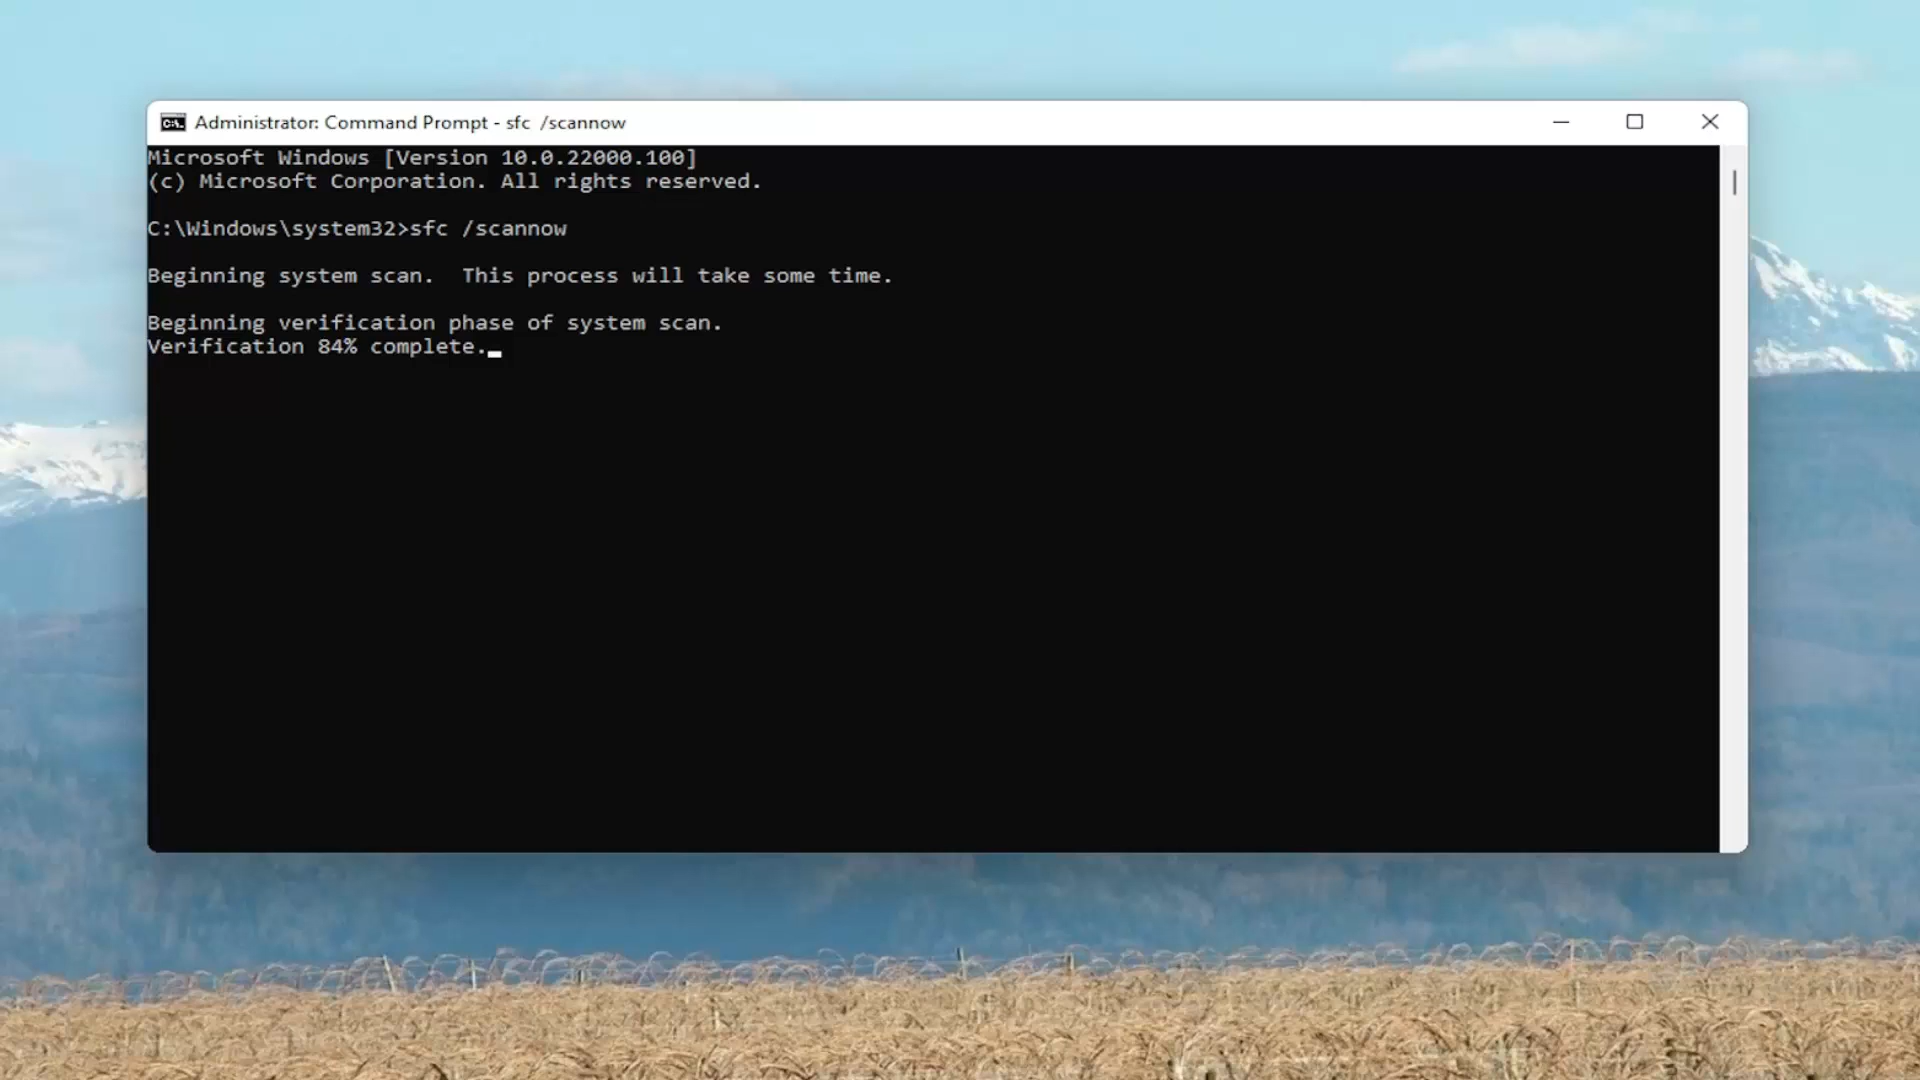 Administrator: Command Prompt - sfc  /scannow
Microsoft Windows [Version 10.0.22000.100]
(c) Microsoft Corporation. All rights reserved.
C:\Windows\system32>sfc /scannow
Beginning system scan.  This process will take some time.
Beginning verification phase of system scan.
Verification 84% complete.